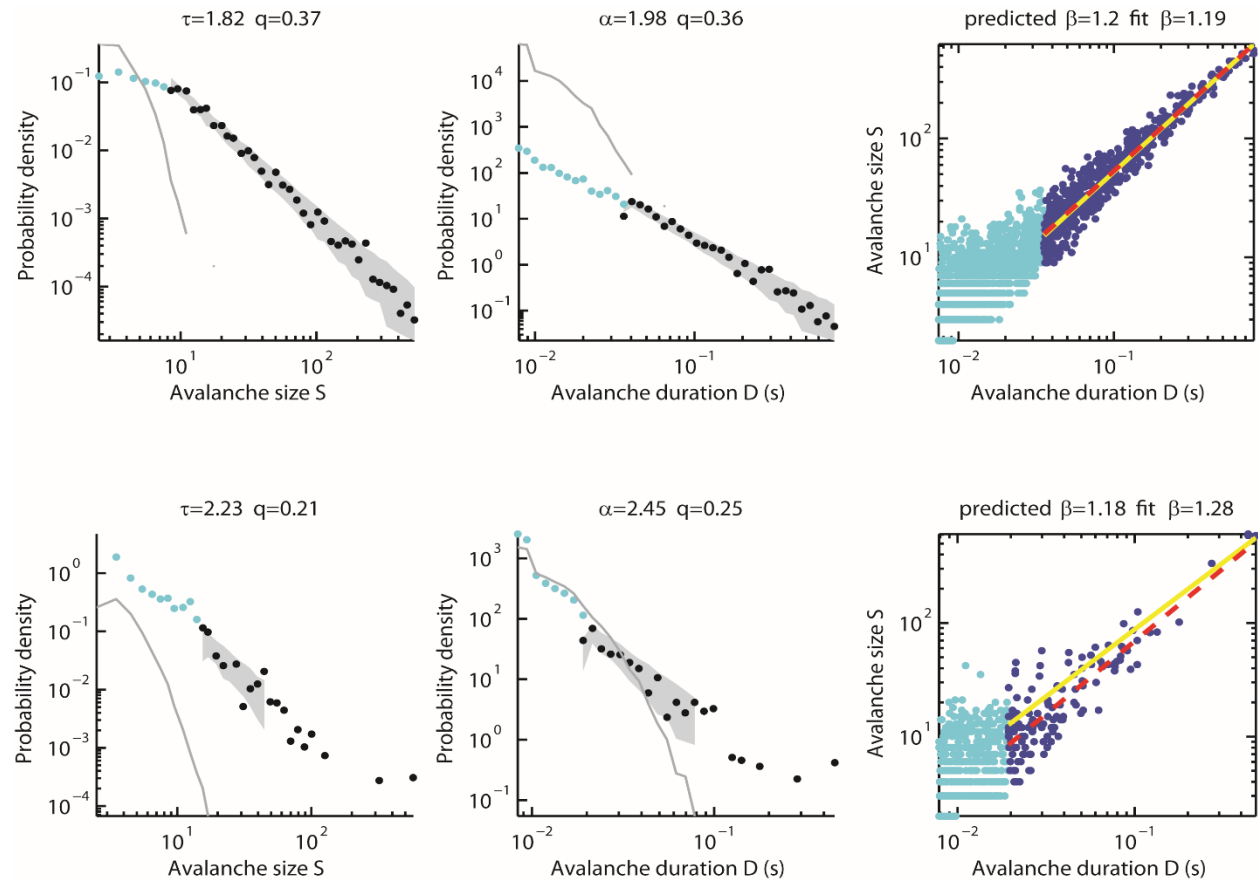 τ=1.82 q=0.37
α=1.98 q=0.36
predicted β=1.2 fit β=1.19
Probability density
10⁻¹
10⁻²
10⁻³
10⁻⁴
10¹
10²
Avalanche size S
Probability density
10⁴
10³
10²
10¹
10⁰
10⁻¹
10⁻²
10⁻¹
Avalanche duration D (s)
Avalanche size S
10²
10¹
10⁻²
10⁻¹
Avalanche duration D (s)
τ=2.23 q=0.21
α=2.45 q=0.25
predicted β=1.18 fit β=1.28
Probability density
10⁰
10⁻¹
10⁻²
10⁻³
10⁻⁴
10¹
10²
Avalanche size S
Probability density
10³
10²
10¹
10⁰
10⁻¹
10⁻²
10⁻¹
Avalanche duration D (s)
Avalanche size S
10²
10¹
10⁻²
10⁻¹
Avalanche duration D (s)